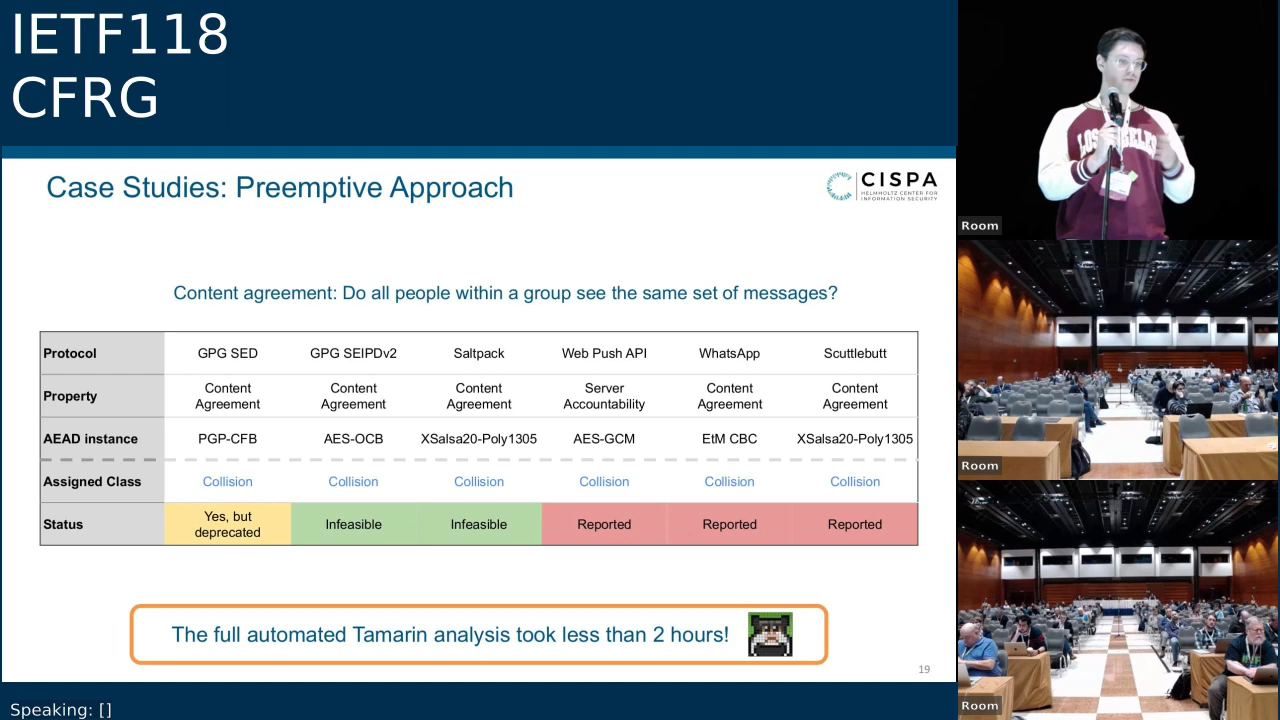 IETF118
CFRG
Case Studies: Preemptive Approach
CISPA
HELMHOLTZ CENTER FOR
INFORMATION SECURITY
Content agreement: Do all people within a group see the same set of messages?
Protocol GPG SED GPG SEIPDv2 Saltpack Web Push API WhatsApp Scuttlebutt
Property Content Agreement Content Agreement Content Agreement Server Accountability Content Agreement Content Agreement
AEAD instance PGP-CFB AES-OCB XSalsa20-Poly1305 AES-GCM EtM CBC XSalsa20-Poly1305
Assigned Class Collision Collision Collision Collision Collision Collision
Status Yes, but deprecated Infeasible Infeasible Reported Reported Reported
The full automated Tamarin analysis took less than 2 hours!
19
Speaking: []
Room
Room
Room